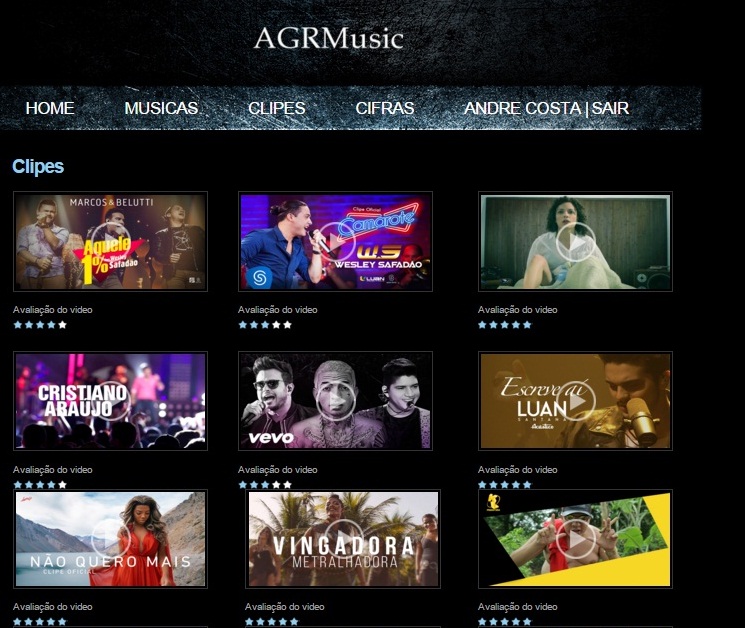 AGRMusic
HOME MUSICAS CLIPES CIFRAS ANDRE COSTA | SAIR
Clipes
MARCOS & BELUTTI
Aquele
1% Wesley
Safadão
Clipe Oficial
Camarote
W.S
WESLEY SAFADÃO
LUAN
Avaliação do video
Avaliação do video
Avaliação do video
CRISTIANO
ARAUJO
vevo
Escreve aí
LUAN
SANTANA
Acústico
Avaliação do video
Avaliação do video
Avaliação do video
NÃO QUERO MAIS
CLIPE OFICIAL
VINGADORA
METRALHADORA
Avaliação do video
Avaliação do video
Avaliação do video